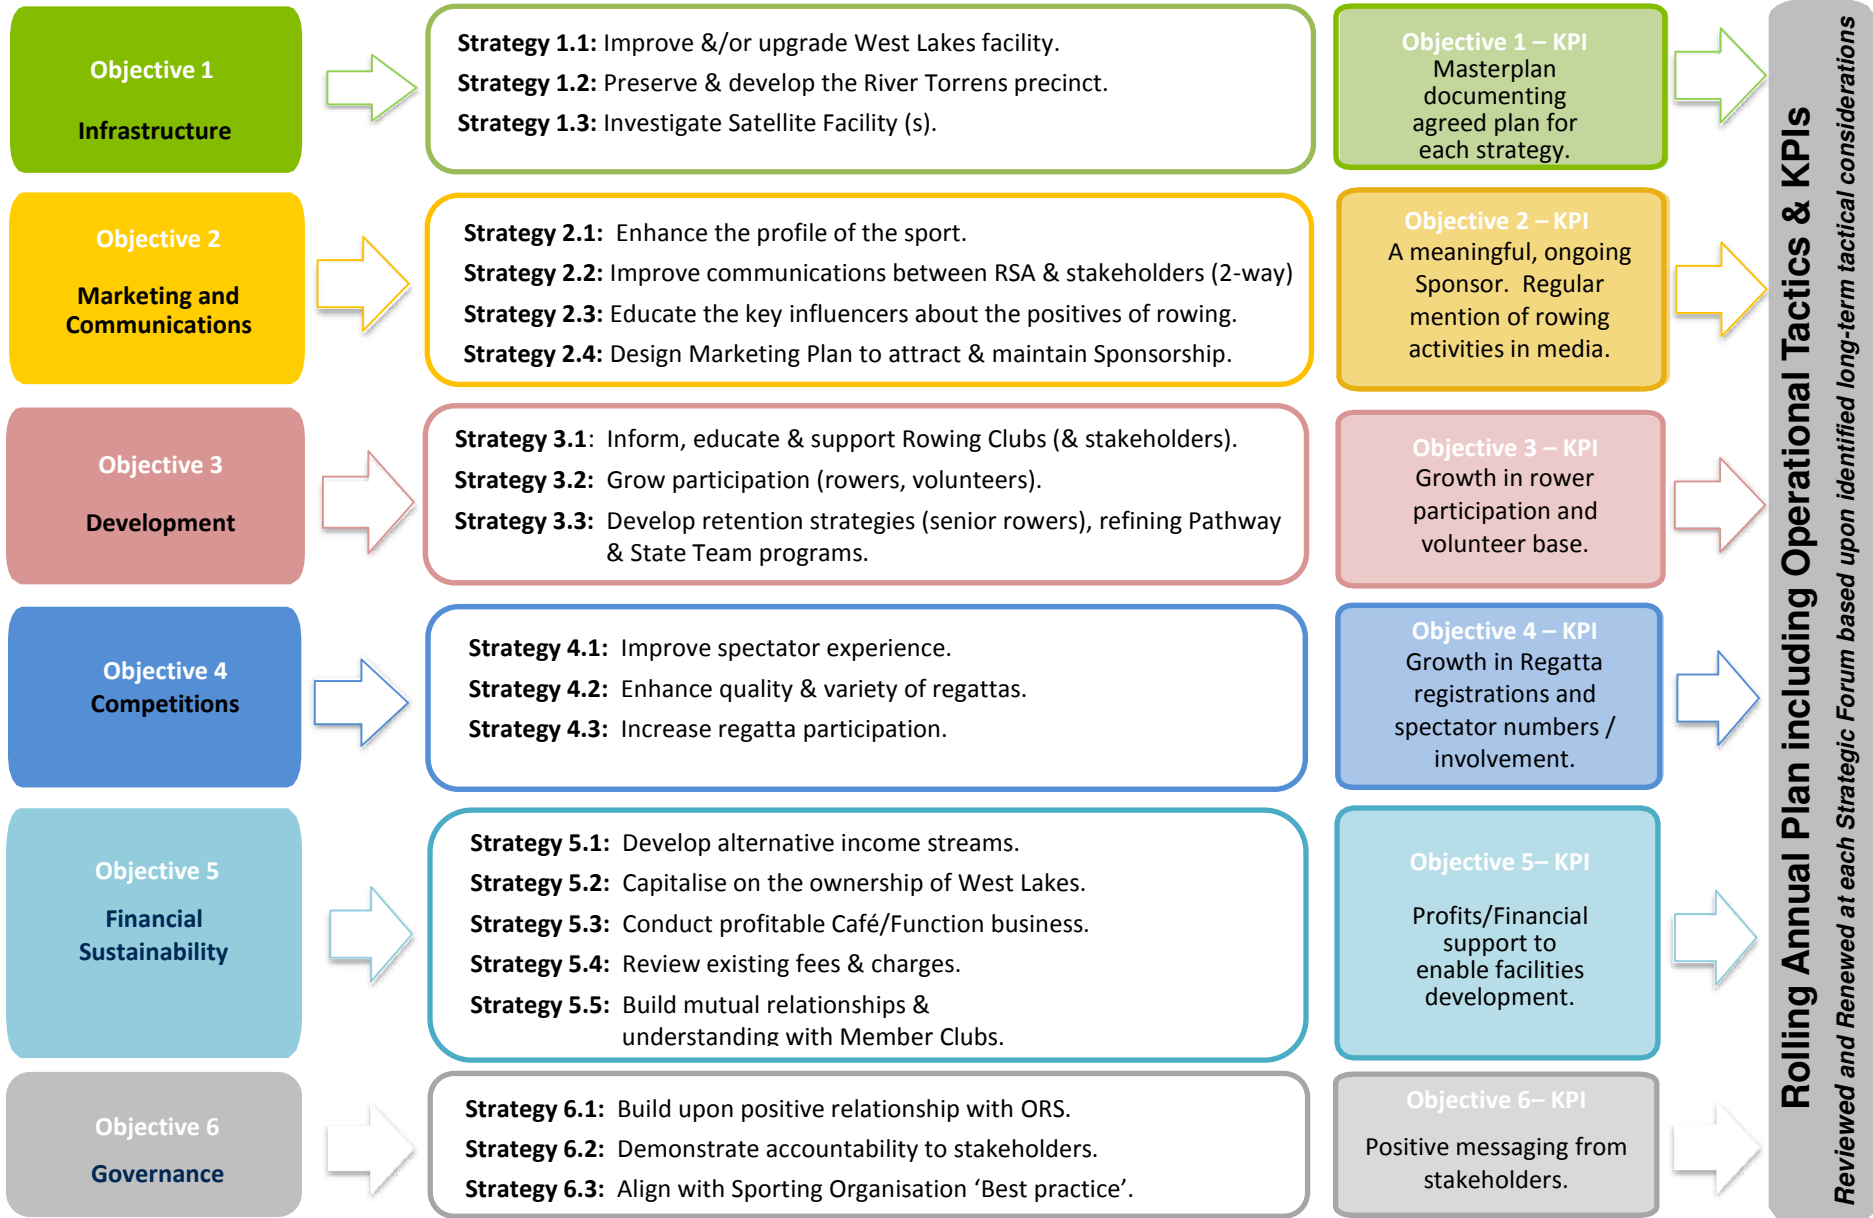 Objective 1
Infrastructure
Strategy 1.1: Improve &/or upgrade West Lakes facility.
Strategy 1.2: Preserve & develop the River Torrens precinct.
Strategy 1.3: Investigate Satellite Facility (s).
Objective 1 – KPI
Masterplan
documenting
agreed plan for
each strategy.
Objective 2
Marketing and
Communications
Strategy 2.1: Enhance the profile of the sport.
Strategy 2.2: Improve communications between RSA & stakeholders (2-way)
Strategy 2.3: Educate the key influencers about the positives of rowing.
Strategy 2.4: Design Marketing Plan to attract & maintain Sponsorship.
Objective 2 – KPI
A meaningful, ongoing
Sponsor. Regular
mention of rowing
activities in media.
Objective 3
Development
Strategy 3.1: Inform, educate & support Rowing Clubs (& stakeholders).
Strategy 3.2: Grow participation (rowers, volunteers).
Strategy 3.3: Develop retention strategies (senior rowers), refining Pathway
& State Team programs.
Objective 3 – KPI
Growth in rower
participation and
volunteer base.
Objective 4
Competitions
Strategy 4.1: Improve spectator experience.
Strategy 4.2: Enhance quality & variety of regattas.
Strategy 4.3: Increase regatta participation.
Objective 4 – KPI
Growth in Regatta
registrations and
spectator numbers /
involvement.
Objective 5
Financial
Sustainability
Strategy 5.1: Develop alternative income streams.
Strategy 5.2: Capitalise on the ownership of West Lakes.
Strategy 5.3: Conduct profitable Café/Function business.
Strategy 5.4: Review existing fees & charges.
Strategy 5.5: Build mutual relationships &
understanding with Member Clubs.
Objective 5– KPI
Profits/Financial
support to
enable facilities
development.
Objective 6
Governance
Strategy 6.1: Build upon positive relationship with ORS.
Strategy 6.2: Demonstrate accountability to stakeholders.
Strategy 6.3: Align with Sporting Organisation ‘Best practice’.
Objective 6– KPI
Positive messaging from
stakeholders.
Rolling Annual Plan including Operational Tactics & KPIs
Reviewed and Renewed at each Strategic Forum based upon identified long-term tactical considerations